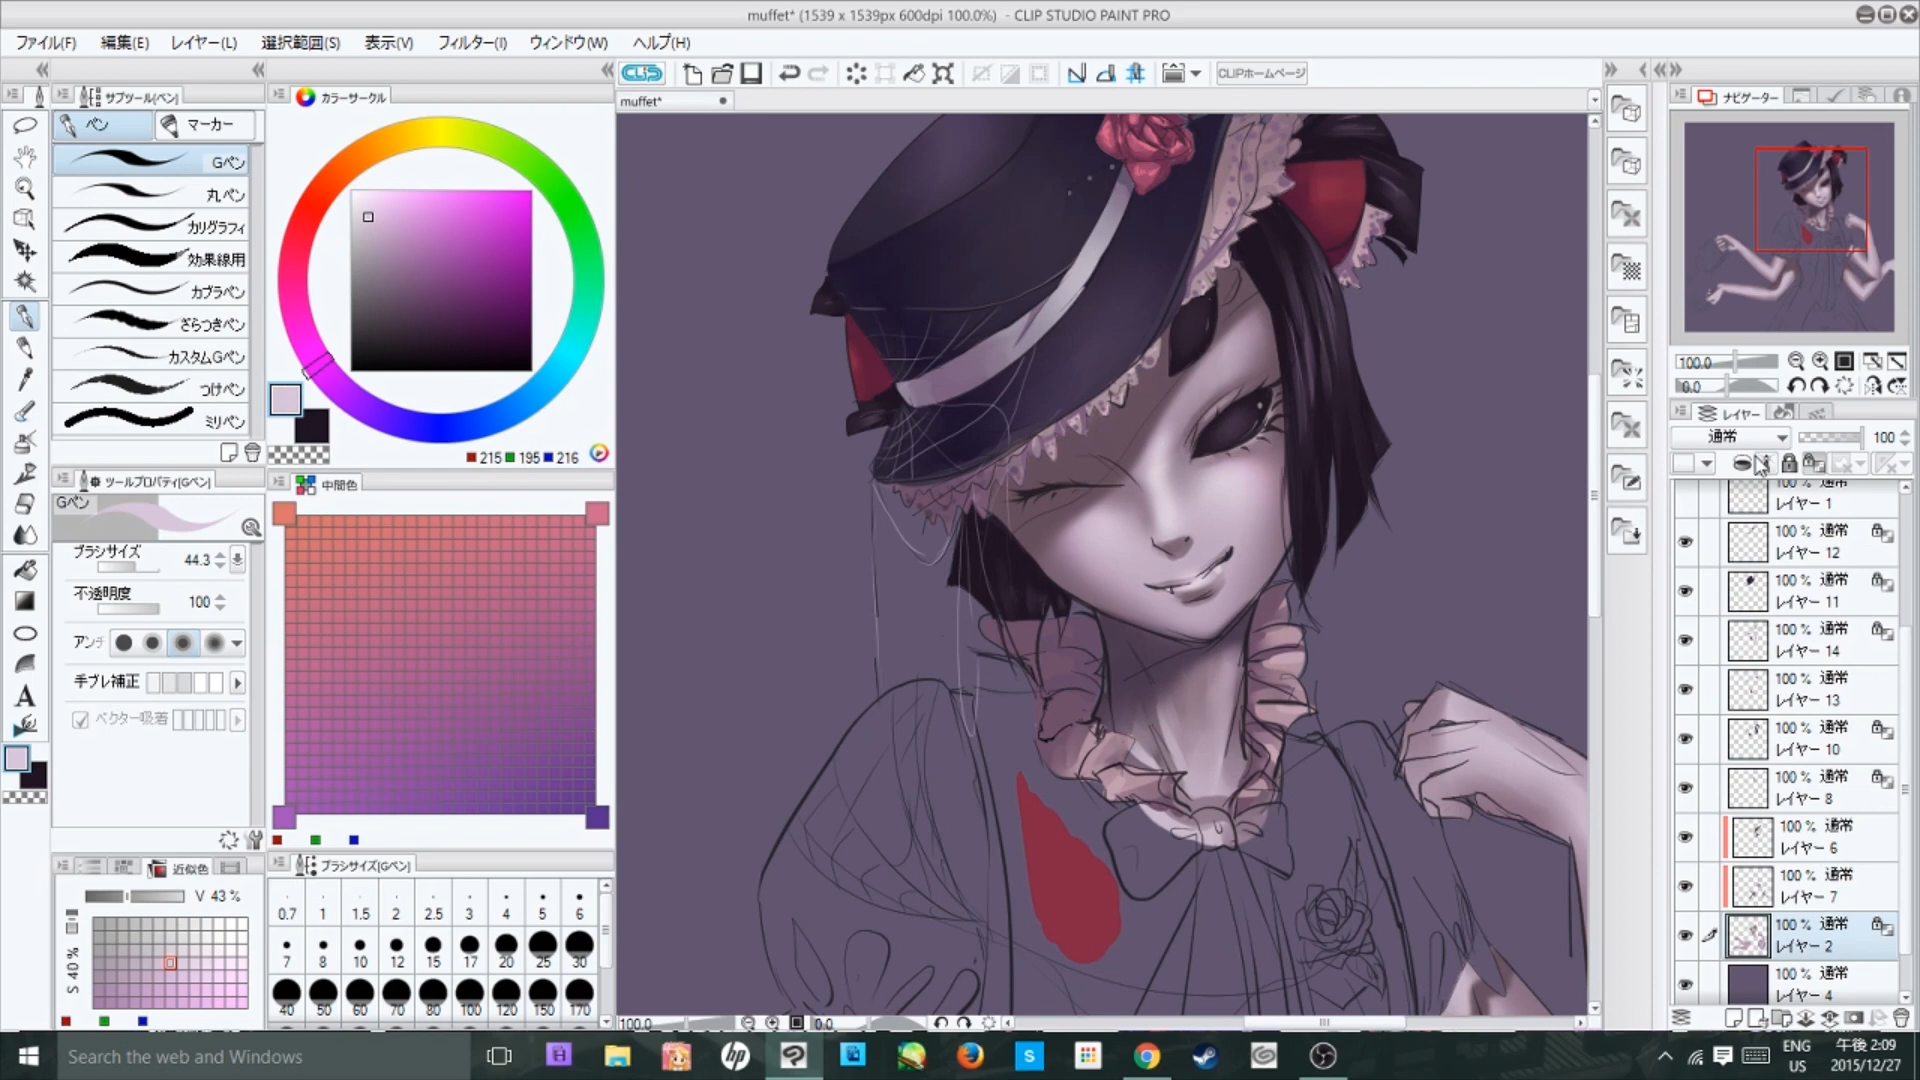 muffet* (1539 x 1539px 600dpi 100.0%) - CLIP STUDIO PAINT PRO
ファイル(F) 編集(E) レイヤー(L) 選択範囲(S) 表示(V) フィルター(I) ウィンドウ(W) ヘルプ(H)
CLIP
CLIPホームページ
サブツール[ペン]
カラーサークル
muffet*
ナビゲーター
ペン
マーカー
Gペン
丸ペン
カリグラフィ
効果線用
カブラペン
ざらつきペン
カスタムGペン
つけペン
ミリペン
215 195 216
ツールプロパティ[Gペン]
Gペン
ブラシサイズ 44.3
不透明度 100
アンチ
手ブレ補正
ベクター吸着
中間色
近似色
V 43 %
S 40 %
ブラシサイズ[Gペン]
0.7 1 1.5 2 2.5 3 4 5 6
7 8 10 12 15 17 20 25 30
40 50 60 70 80 100 120 150 170
100.0 0.0
100.0
0.0
レイヤー
通常 100
100 % 通常
レイヤー 1
100 % 通常
レイヤー 12
100 % 通常
レイヤー 11
100 % 通常
レイヤー 14
100 % 通常
レイヤー 13
100 % 通常
レイヤー 10
100 % 通常
レイヤー 8
100 % 通常
レイヤー 6
100 % 通常
レイヤー 7
100 % 通常
レイヤー 2
100 % 通常
レイヤー 4
Search the web and Windows
hp
S
ENG
US
午後 2:09
2015/12/27